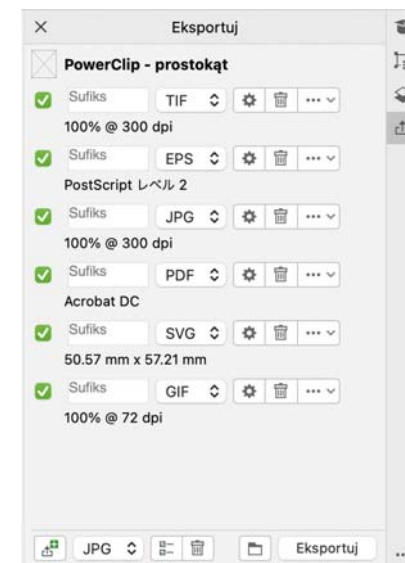 Eksportuj
PowerClip - prostokąt
Sufiks TIF
100% @ 300 dpi
Sufiks EPS
PostScript レベル 2
Sufiks JPG
100% @ 300 dpi
Sufiks PDF
Acrobat DC
Sufiks SVG
50.57 mm x 57.21 mm
Sufiks GIF
100% @ 72 dpi
JPG Eksportuj